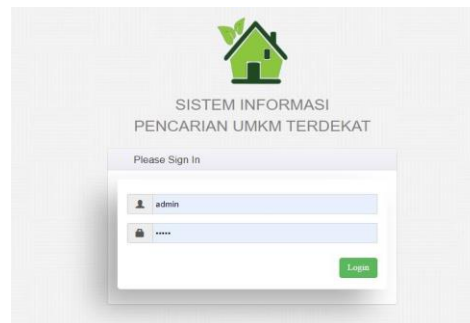 SISTEM INFORMASI
PENCARIAN UMKM TERDEKAT
Please Sign In
admin
•••••
Login